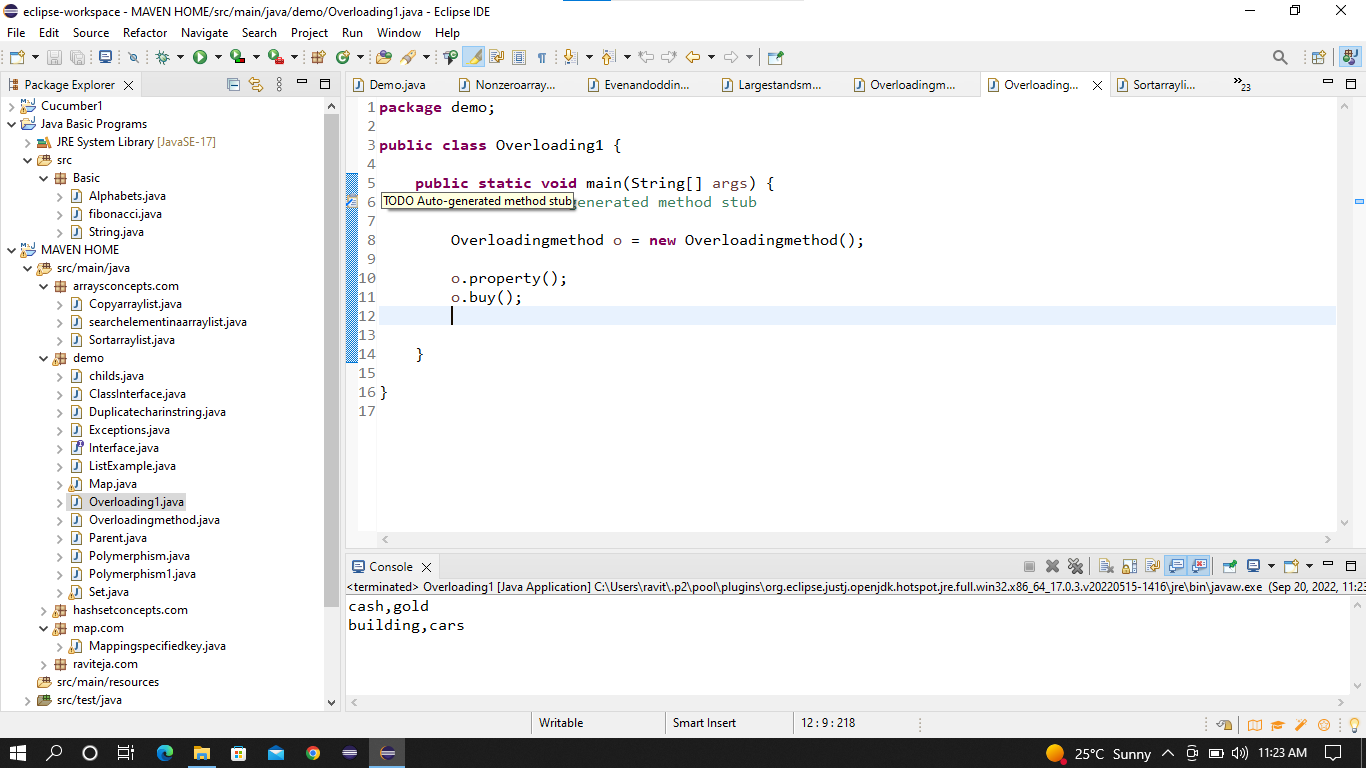 eclipse-workspace - MAVEN HOME/src/main/java/demo/Overloading1.java - Eclipse IDE
File Edit Source Refactor Navigate Search Project Run Window Help
Package Explorer
Cucumber1
Java Basic Programs
JRE System Library [JavaSE-17]
src
Basic
Alphabets.java
fibonacci.java
String.java
MAVEN HOME
src/main/java
arraysconcepts.com
Copyarraylist.java
searchelementinaarraylist.java
Sortarraylist.java
demo
childs.java
ClassInterface.java
Duplicatecharinstring.java
Exceptions.java
Interface.java
ListExample.java
Map.java
Overloading1.java
Overloadingmethod.java
Parent.java
Polymorphism.java
Polymorphism1.java
Set.java
hashsetconcepts.com
map.com
Mappingspecifiedkey.java
raviteja.com
src/main/resources
src/test/java
Demo.java Nonzeroarray... Evenandoddin... Largestandsm... Overloadingm... Overloading... Sortarrayli... »23
1 package demo;
2
3 public class Overloading1 {
4
5 public static void main(String[] args) {
6 TODO Auto-generated method stub generated method stub
7
8 Overloadingmethod o = new Overloadingmethod();
9
10 o.property();
11 o.buy();
12
13
14 }
15
16 }
17
Console
<terminated> Overloading1 [Java Application] C:\Users\ravit\.p2\pool\plugins\org.eclipse.justj.openjdk.hotspot.jre.full.win32.x86_64_17.0.3.v20220515-1416\jre\bin\javaw.exe (Sep 20, 2022, 11:23
cash,gold
building,cars
Writable Smart Insert 12 : 9 : 218
25°C Sunny 11:23 AM